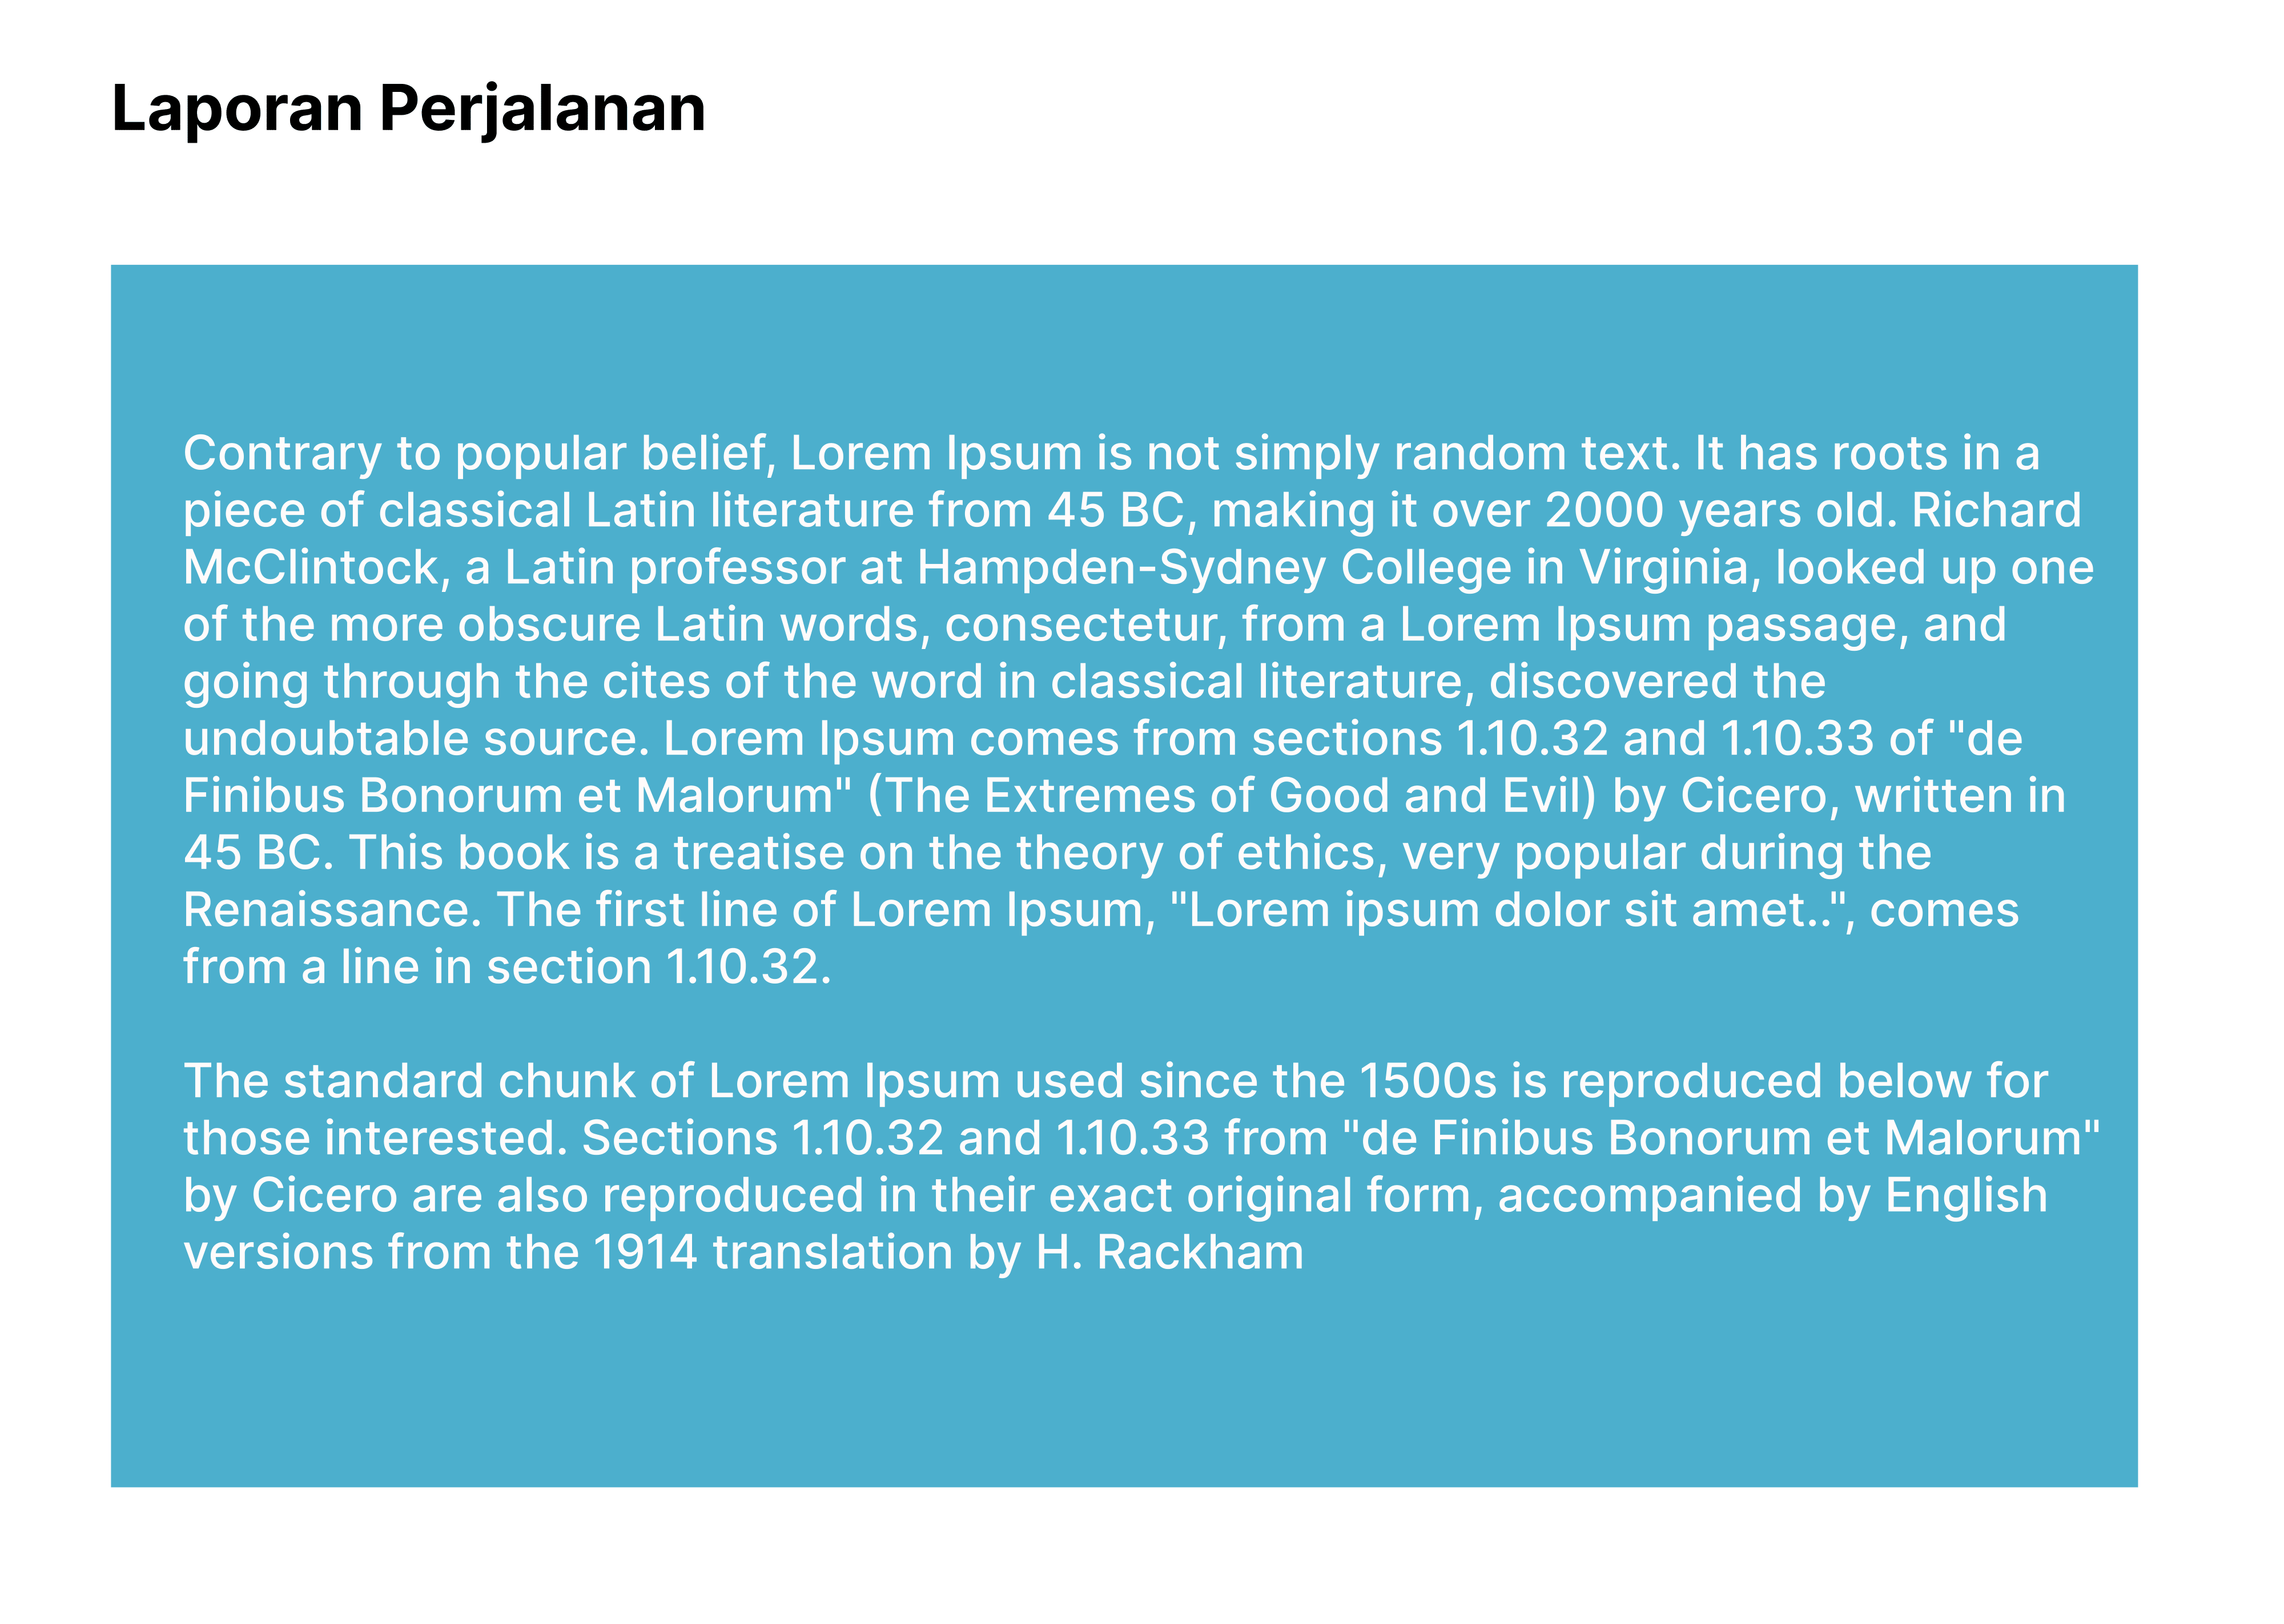 Laporan Perjalanan
Contrary to popular belief, Lorem Ipsum is not simply random text. It has roots in a
piece of classical Latin literature from 45 BC, making it over 2000 years old. Richard
McClintock, a Latin professor at Hampden-Sydney College in Virginia, looked up one
of the more obscure Latin words, consectetur, from a Lorem Ipsum passage, and
going through the cites of the word in classical literature, discovered the
undoubtable source. Lorem Ipsum comes from sections 1.10.32 and 1.10.33 of "de
Finibus Bonorum et Malorum" (The Extremes of Good and Evil) by Cicero, written in
45 BC. This book is a treatise on the theory of ethics, very popular during the
Renaissance. The first line of Lorem Ipsum, "Lorem ipsum dolor sit amet..", comes
from a line in section 1.10.32.
The standard chunk of Lorem Ipsum used since the 1500s is reproduced below for
those interested. Sections 1.10.32 and 1.10.33 from "de Finibus Bonorum et Malorum"
by Cicero are also reproduced in their exact original form, accompanied by English
versions from the 1914 translation by H. Rackham